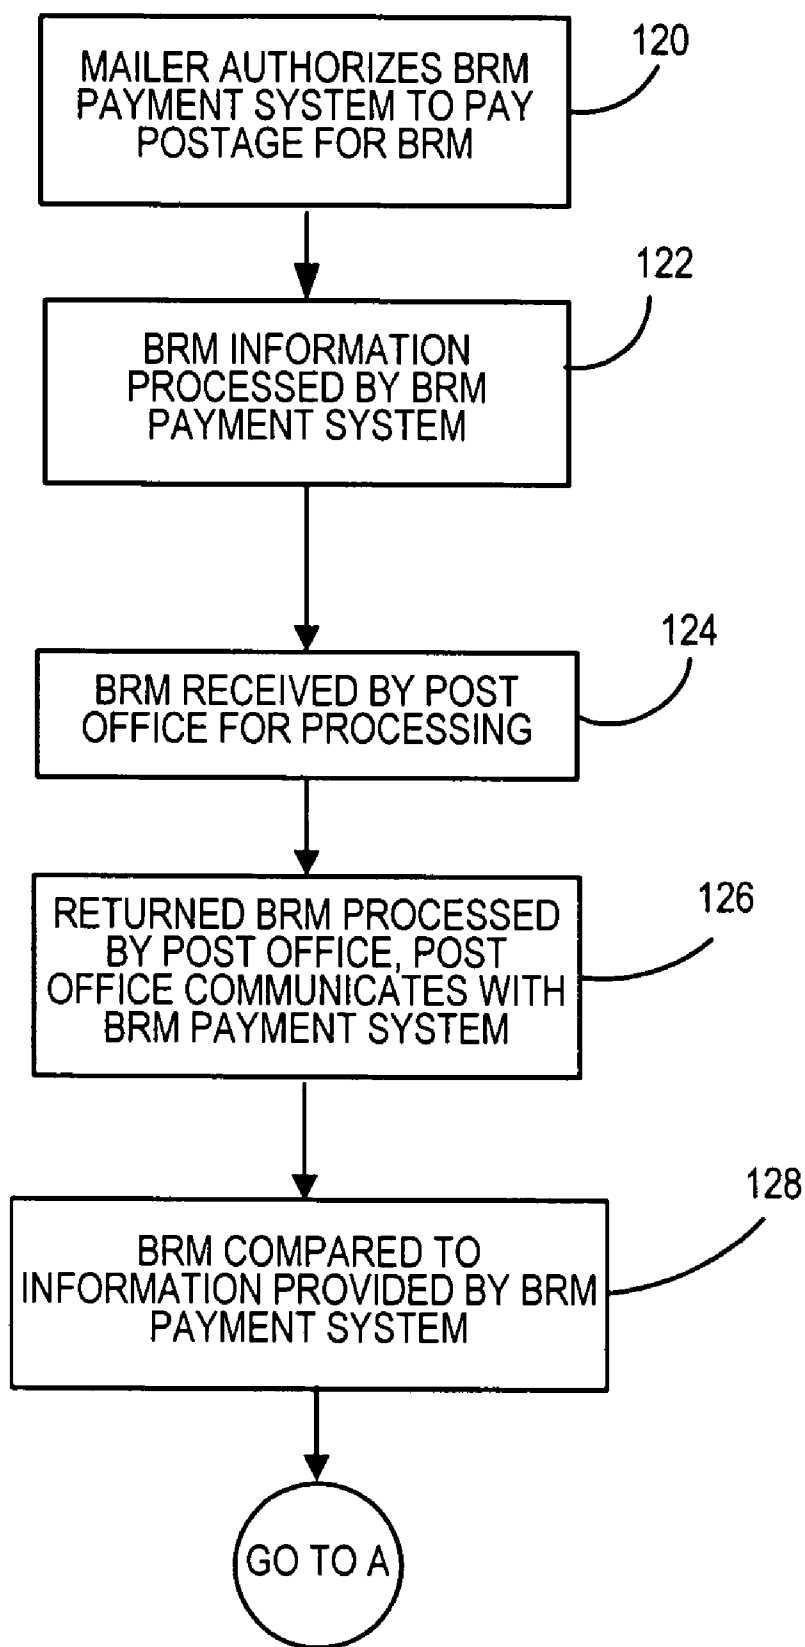 MAILER AUTHORIZES BRM
PAYMENT SYSTEM TO PAY
POSTAGE FOR BRM
120
BRM INFORMATION
PROCESSED BY BRM
PAYMENT SYSTEM
122
BRM RECEIVED BY POST
OFFICE FOR PROCESSING
124
RETURNED BRM PROCESSED
BY POST OFFICE, POST
OFFICE COMMUNICATES WITH
BRM PAYMENT SYSTEM
126
BRM COMPARED TO
INFORMATION PROVIDED BY BRM
PAYMENT SYSTEM
128
GO TO A